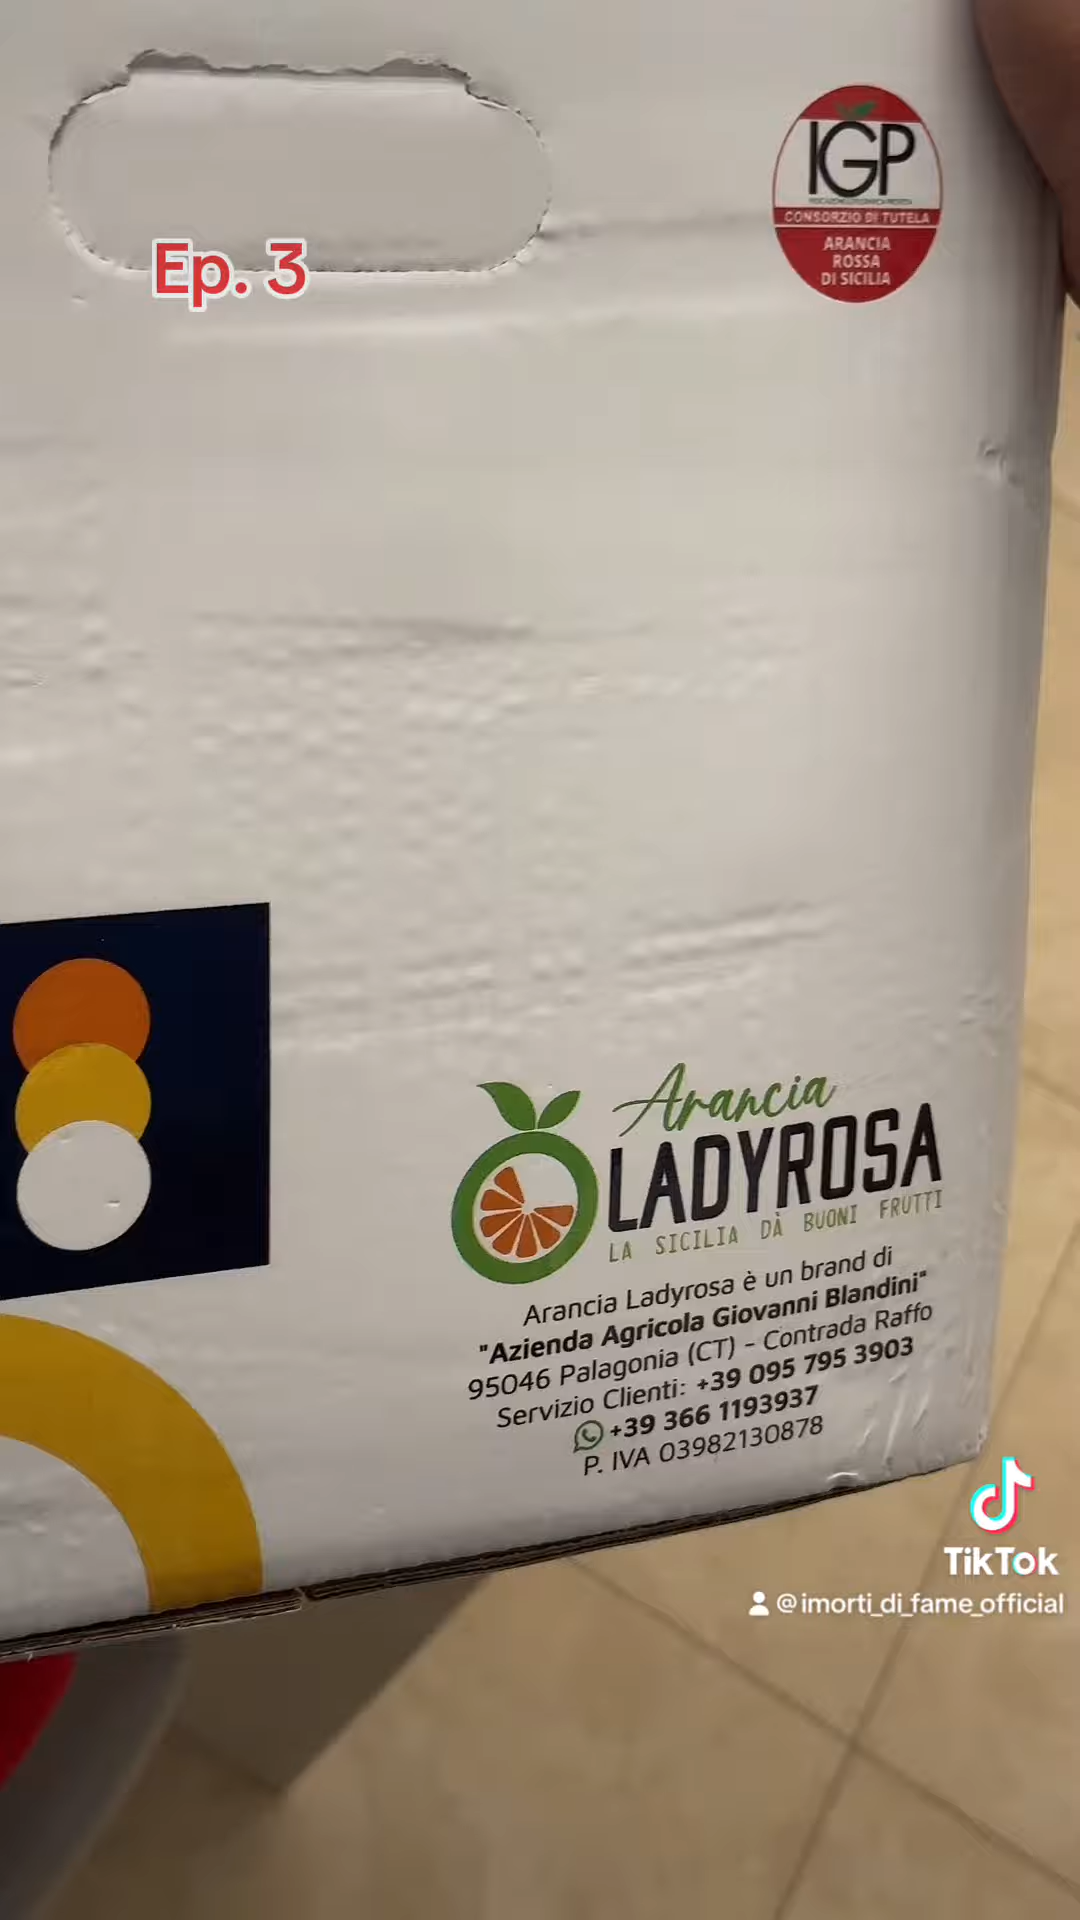 IGP
CONSORZIO DI TUTELA
ARANCIA
ROSSA
DI SICILIA
Ep. 3
Arancia
LADYROSA
LA SICILIA DÀ BUONI FRUTTI
Arancia Ladyrosa è un brand di
"Azienda Agricola Giovanni Blandini"
95046 Palagonia (CT) - Contrada Raffo
Servizio Clienti: +39 095 795 3903
+39 366 1193937
P. IVA 03982130878
TikTok
@imorti_di_fame_official